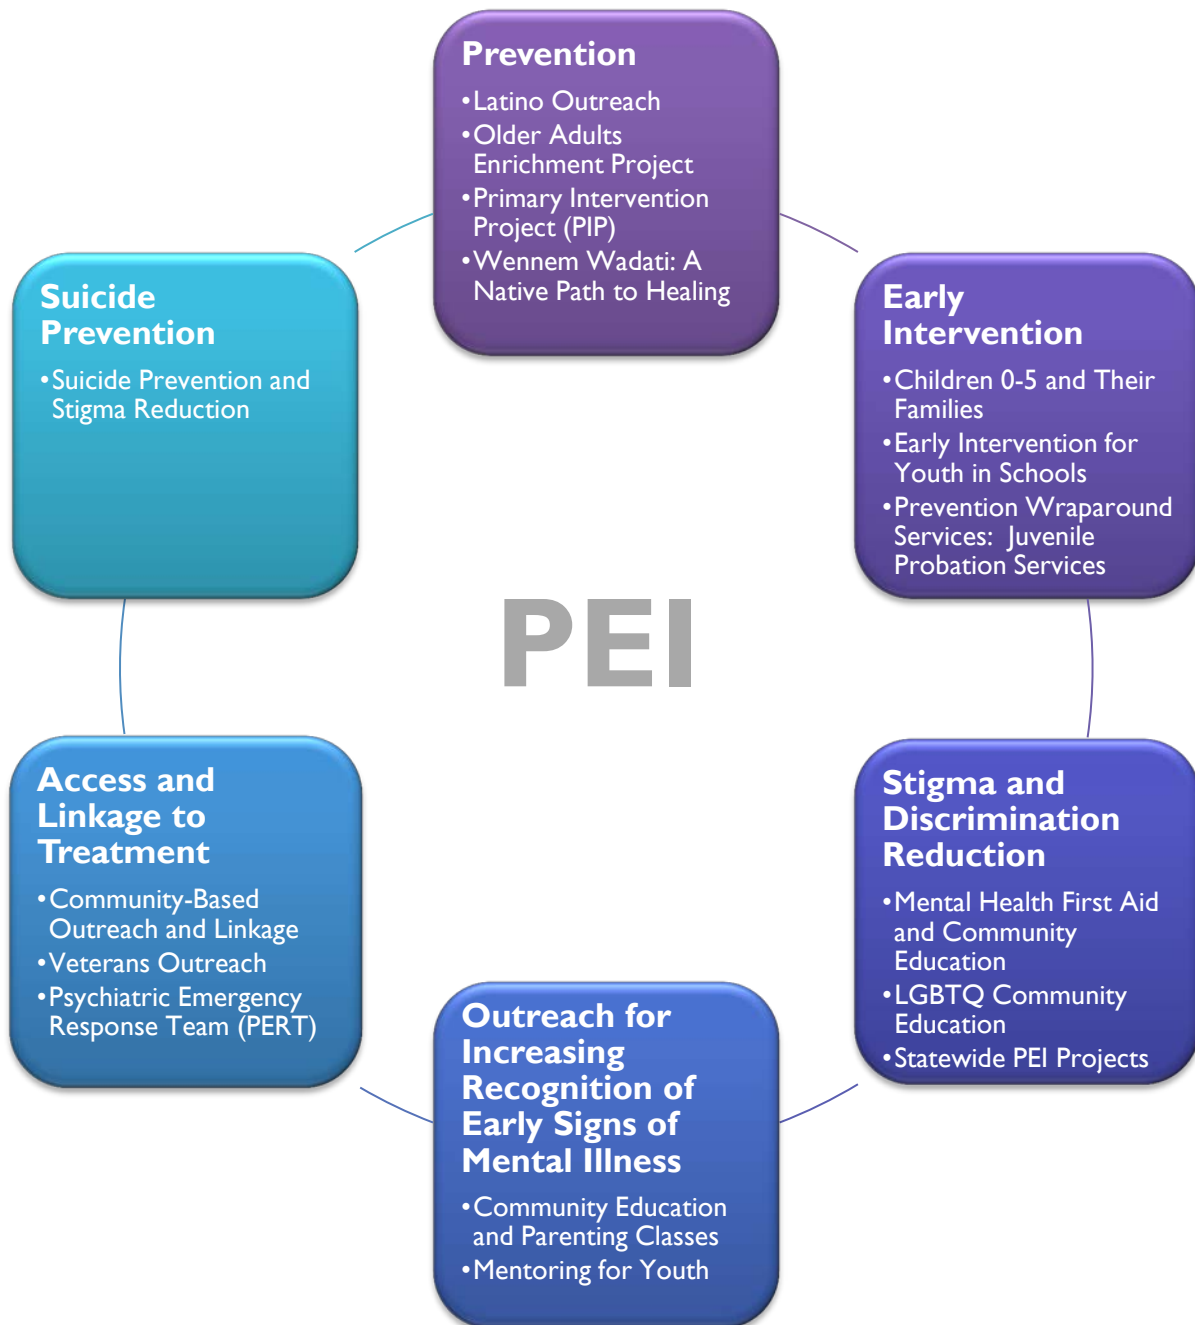 Prevention
•Latino Outreach
•Older Adults
Enrichment Project
•Primary Intervention
Project (PIP)
•Wennem Wadati: A
Native Path to Healing
Early
Intervention
•Children 0-5 and Their
Families
•Early Intervention for
Youth in Schools
•Prevention Wraparound
Services:  Juvenile
Probation Services
Stigma and
Discrimination
Reduction
•Mental Health First Aid
and Community
Education
•LGBTQ Community
Education
•Statewide PEI Projects
Outreach for
Increasing
Recognition of
Early Signs of
Mental Illness
•Community Education
and Parenting Classes
•Mentoring for Youth
Access and
Linkage to
Treatment
•Community-Based
Outreach and Linkage
•Veterans Outreach
•Psychiatric Emergency
Response Team (PERT)
Suicide
Prevention
•Suicide Prevention and
Stigma Reduction
PEI